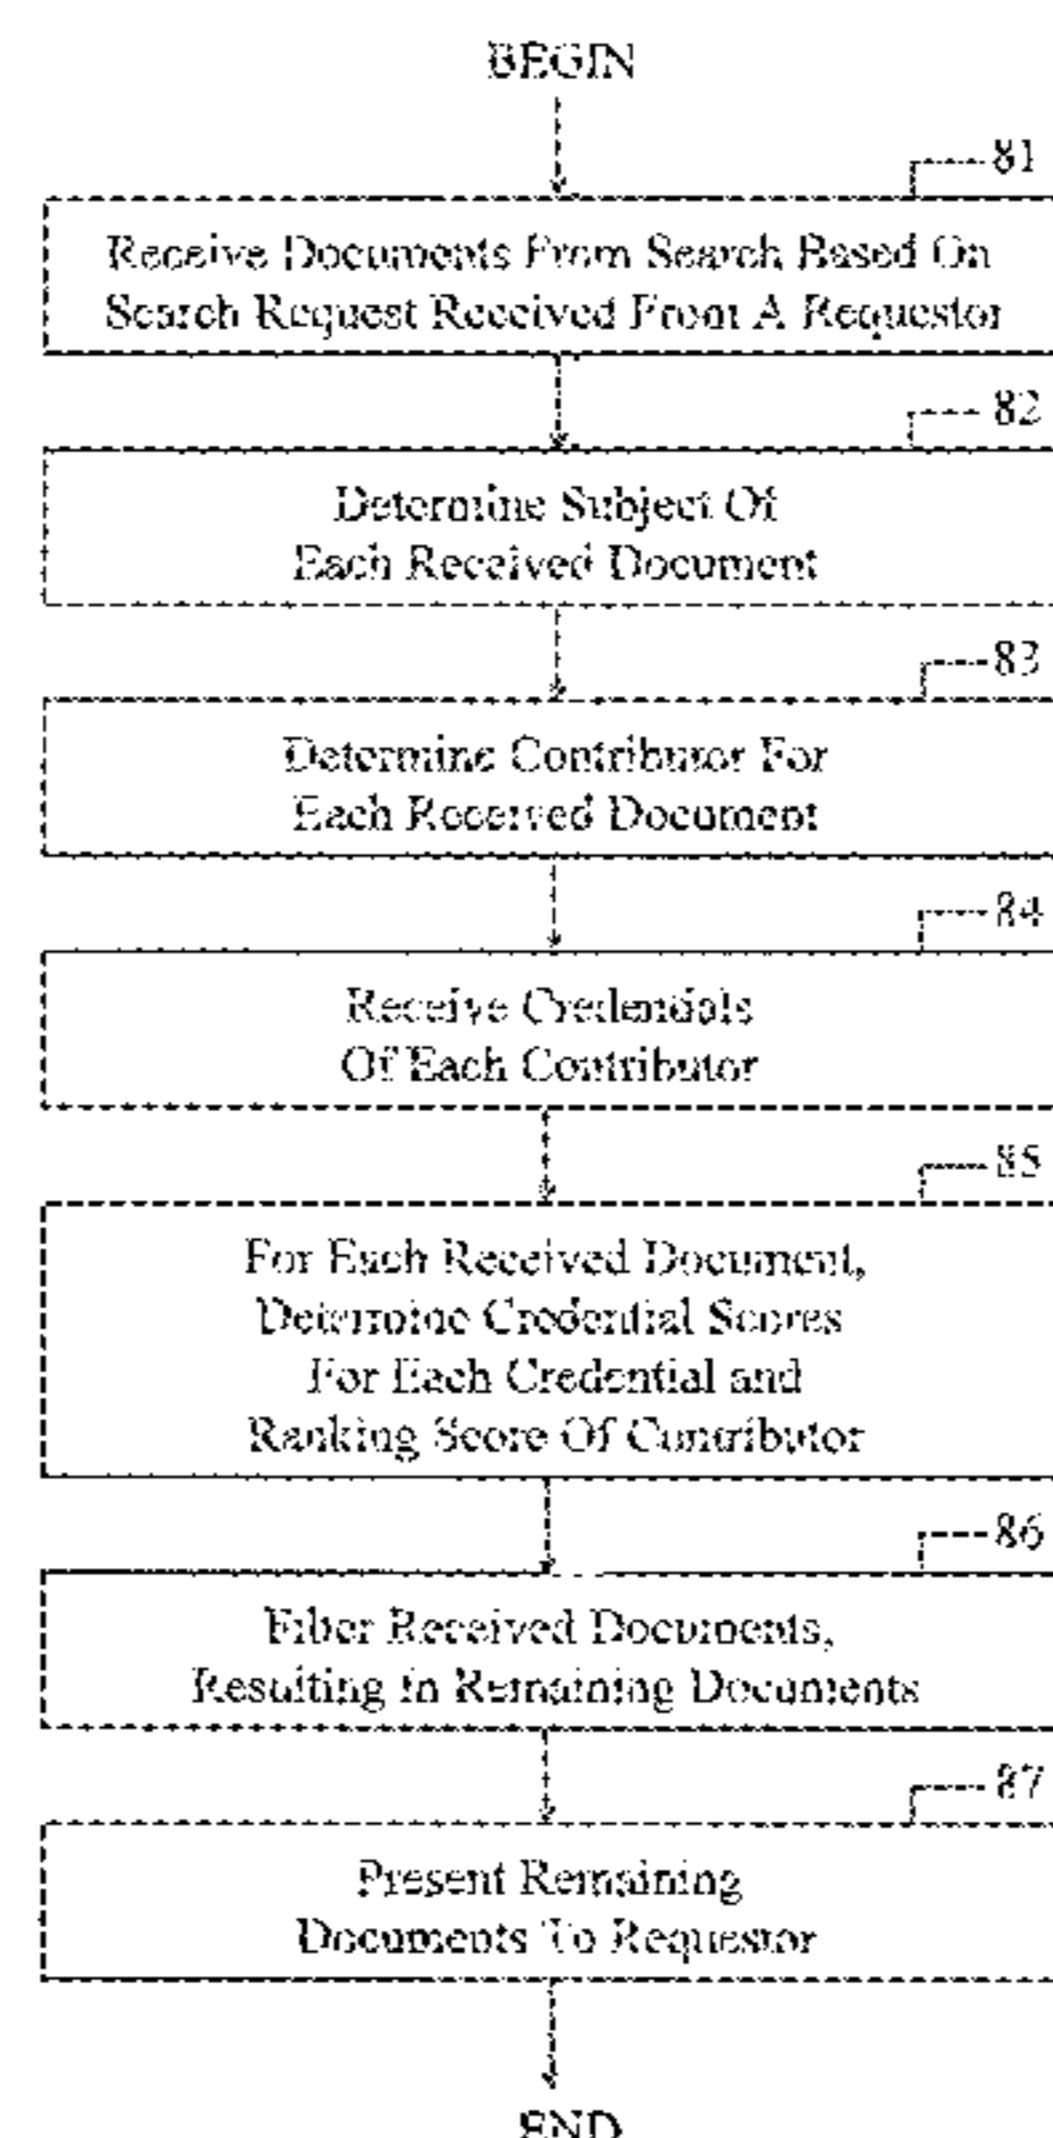 BEGIN
81
Receive Documents From Search Based On
Search Request Received From A Requestor
82
Determine Subject Of
Each Received Document
83
Determine Contributor For
Each Received Document
84
Receive Credentials
Of Each Contributor
85
For Each Received Document,
Determine Credential Scores
For Each Credential and
Ranking Score Of Contributor
86
Filter Received Documents,
Resulting In Remaining Documents
87
Present Remaining
Documents To Requestor
END